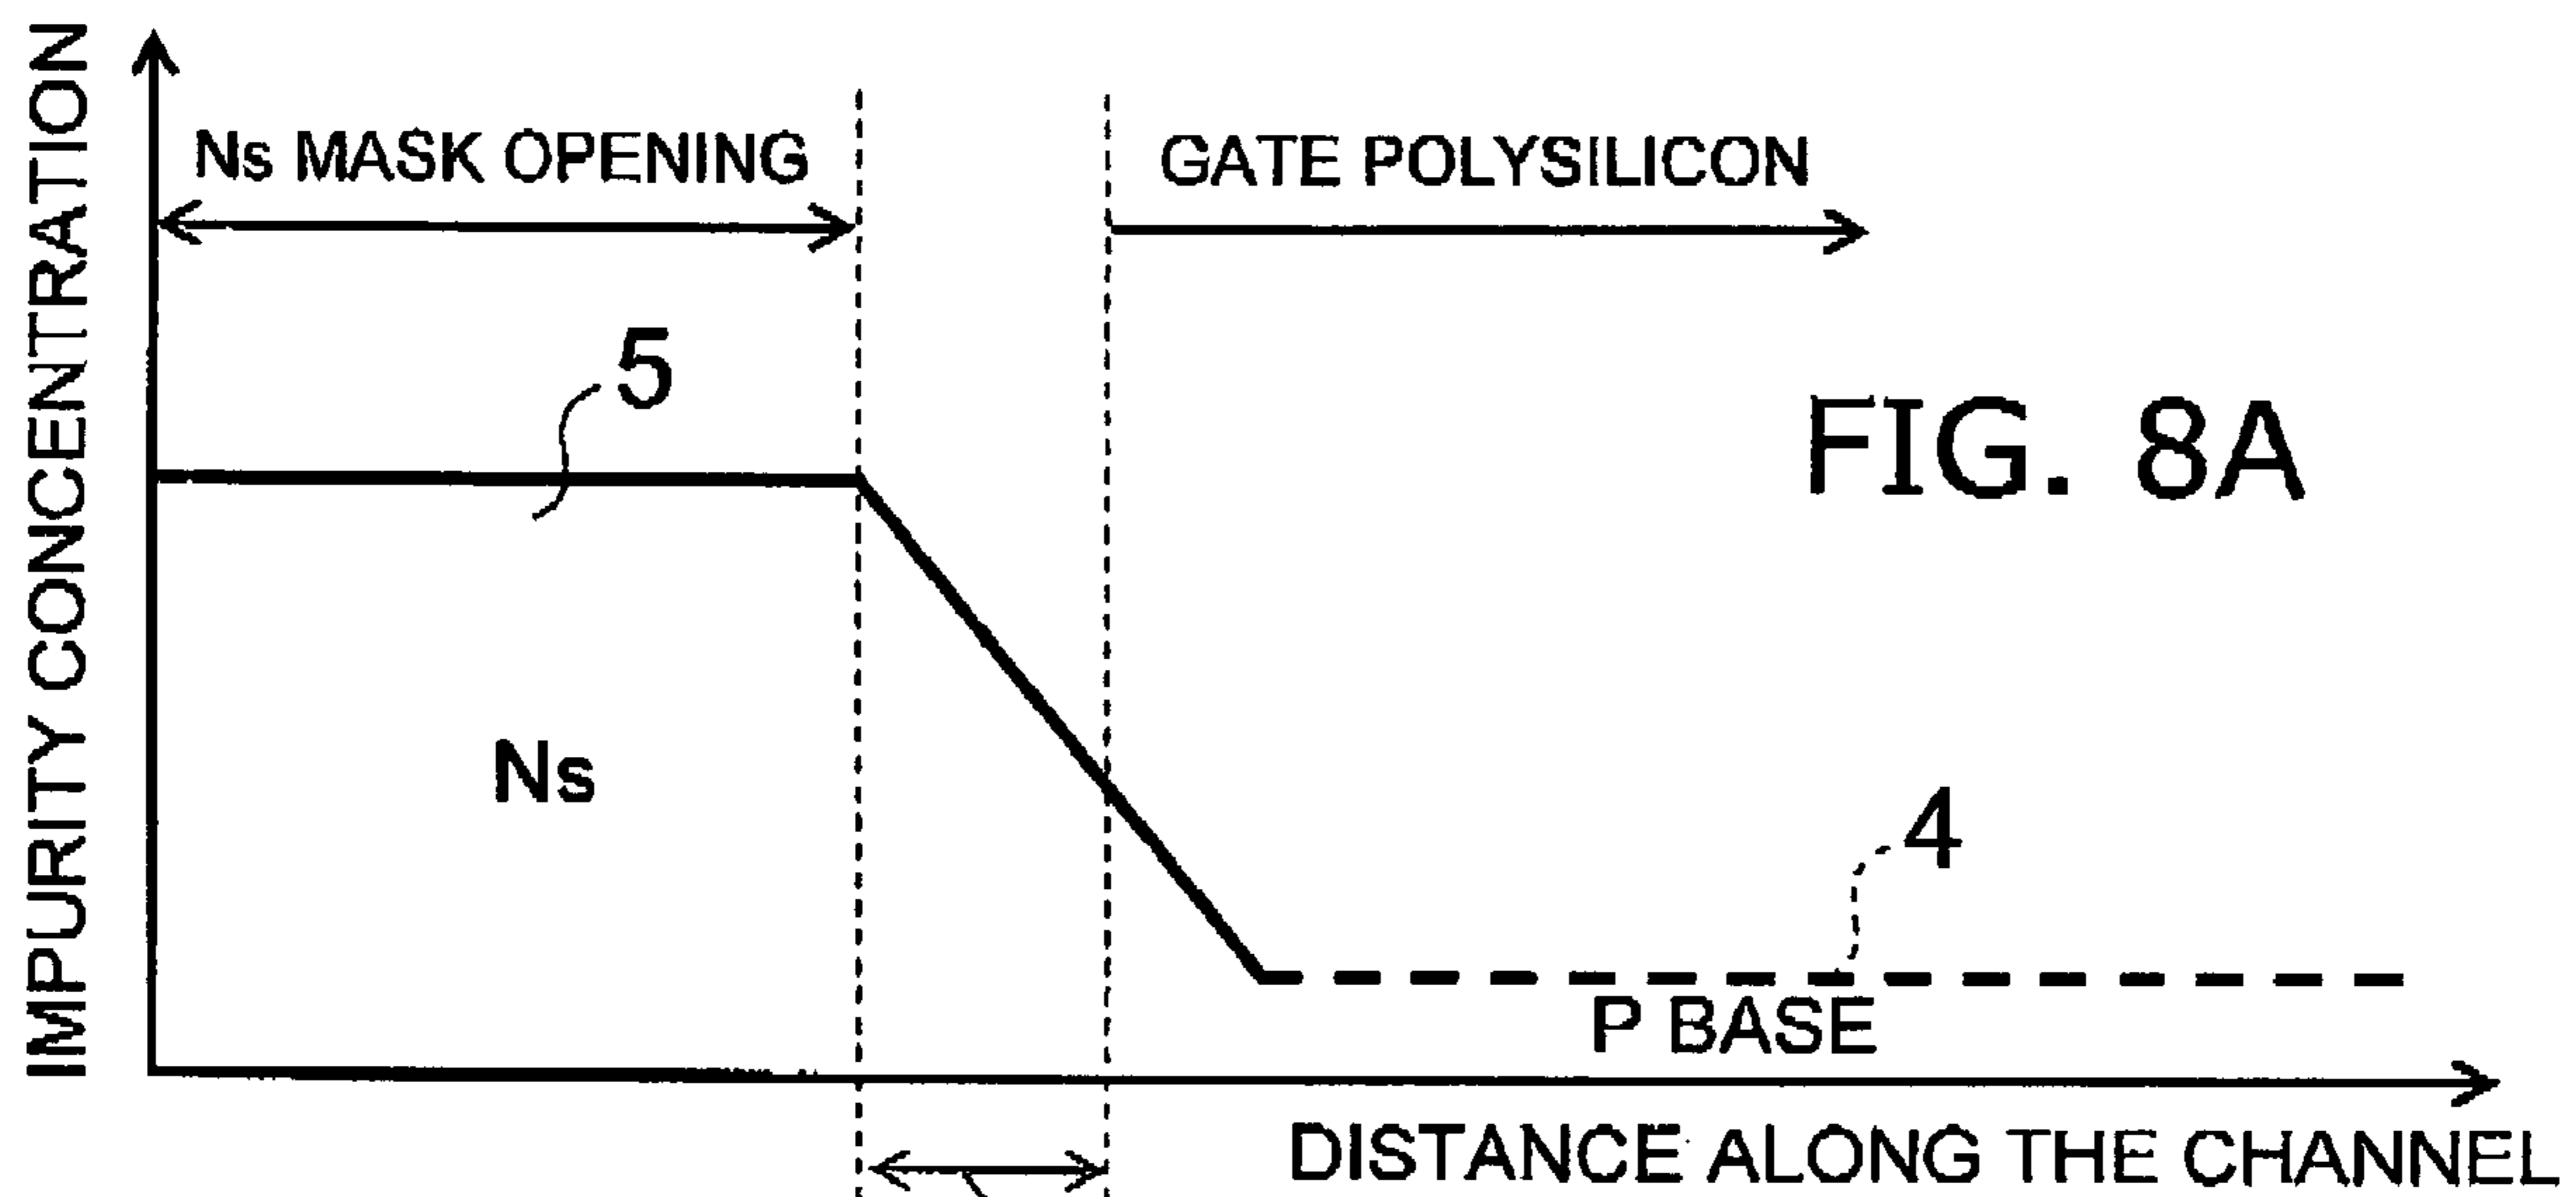 IMPURITY CONCENTRATION
Ns MASK OPENING
GATE POLYSILICON
5
FIG. 8A
Ns
4
P BASE
DISTANCE ALONG THE CHANNEL